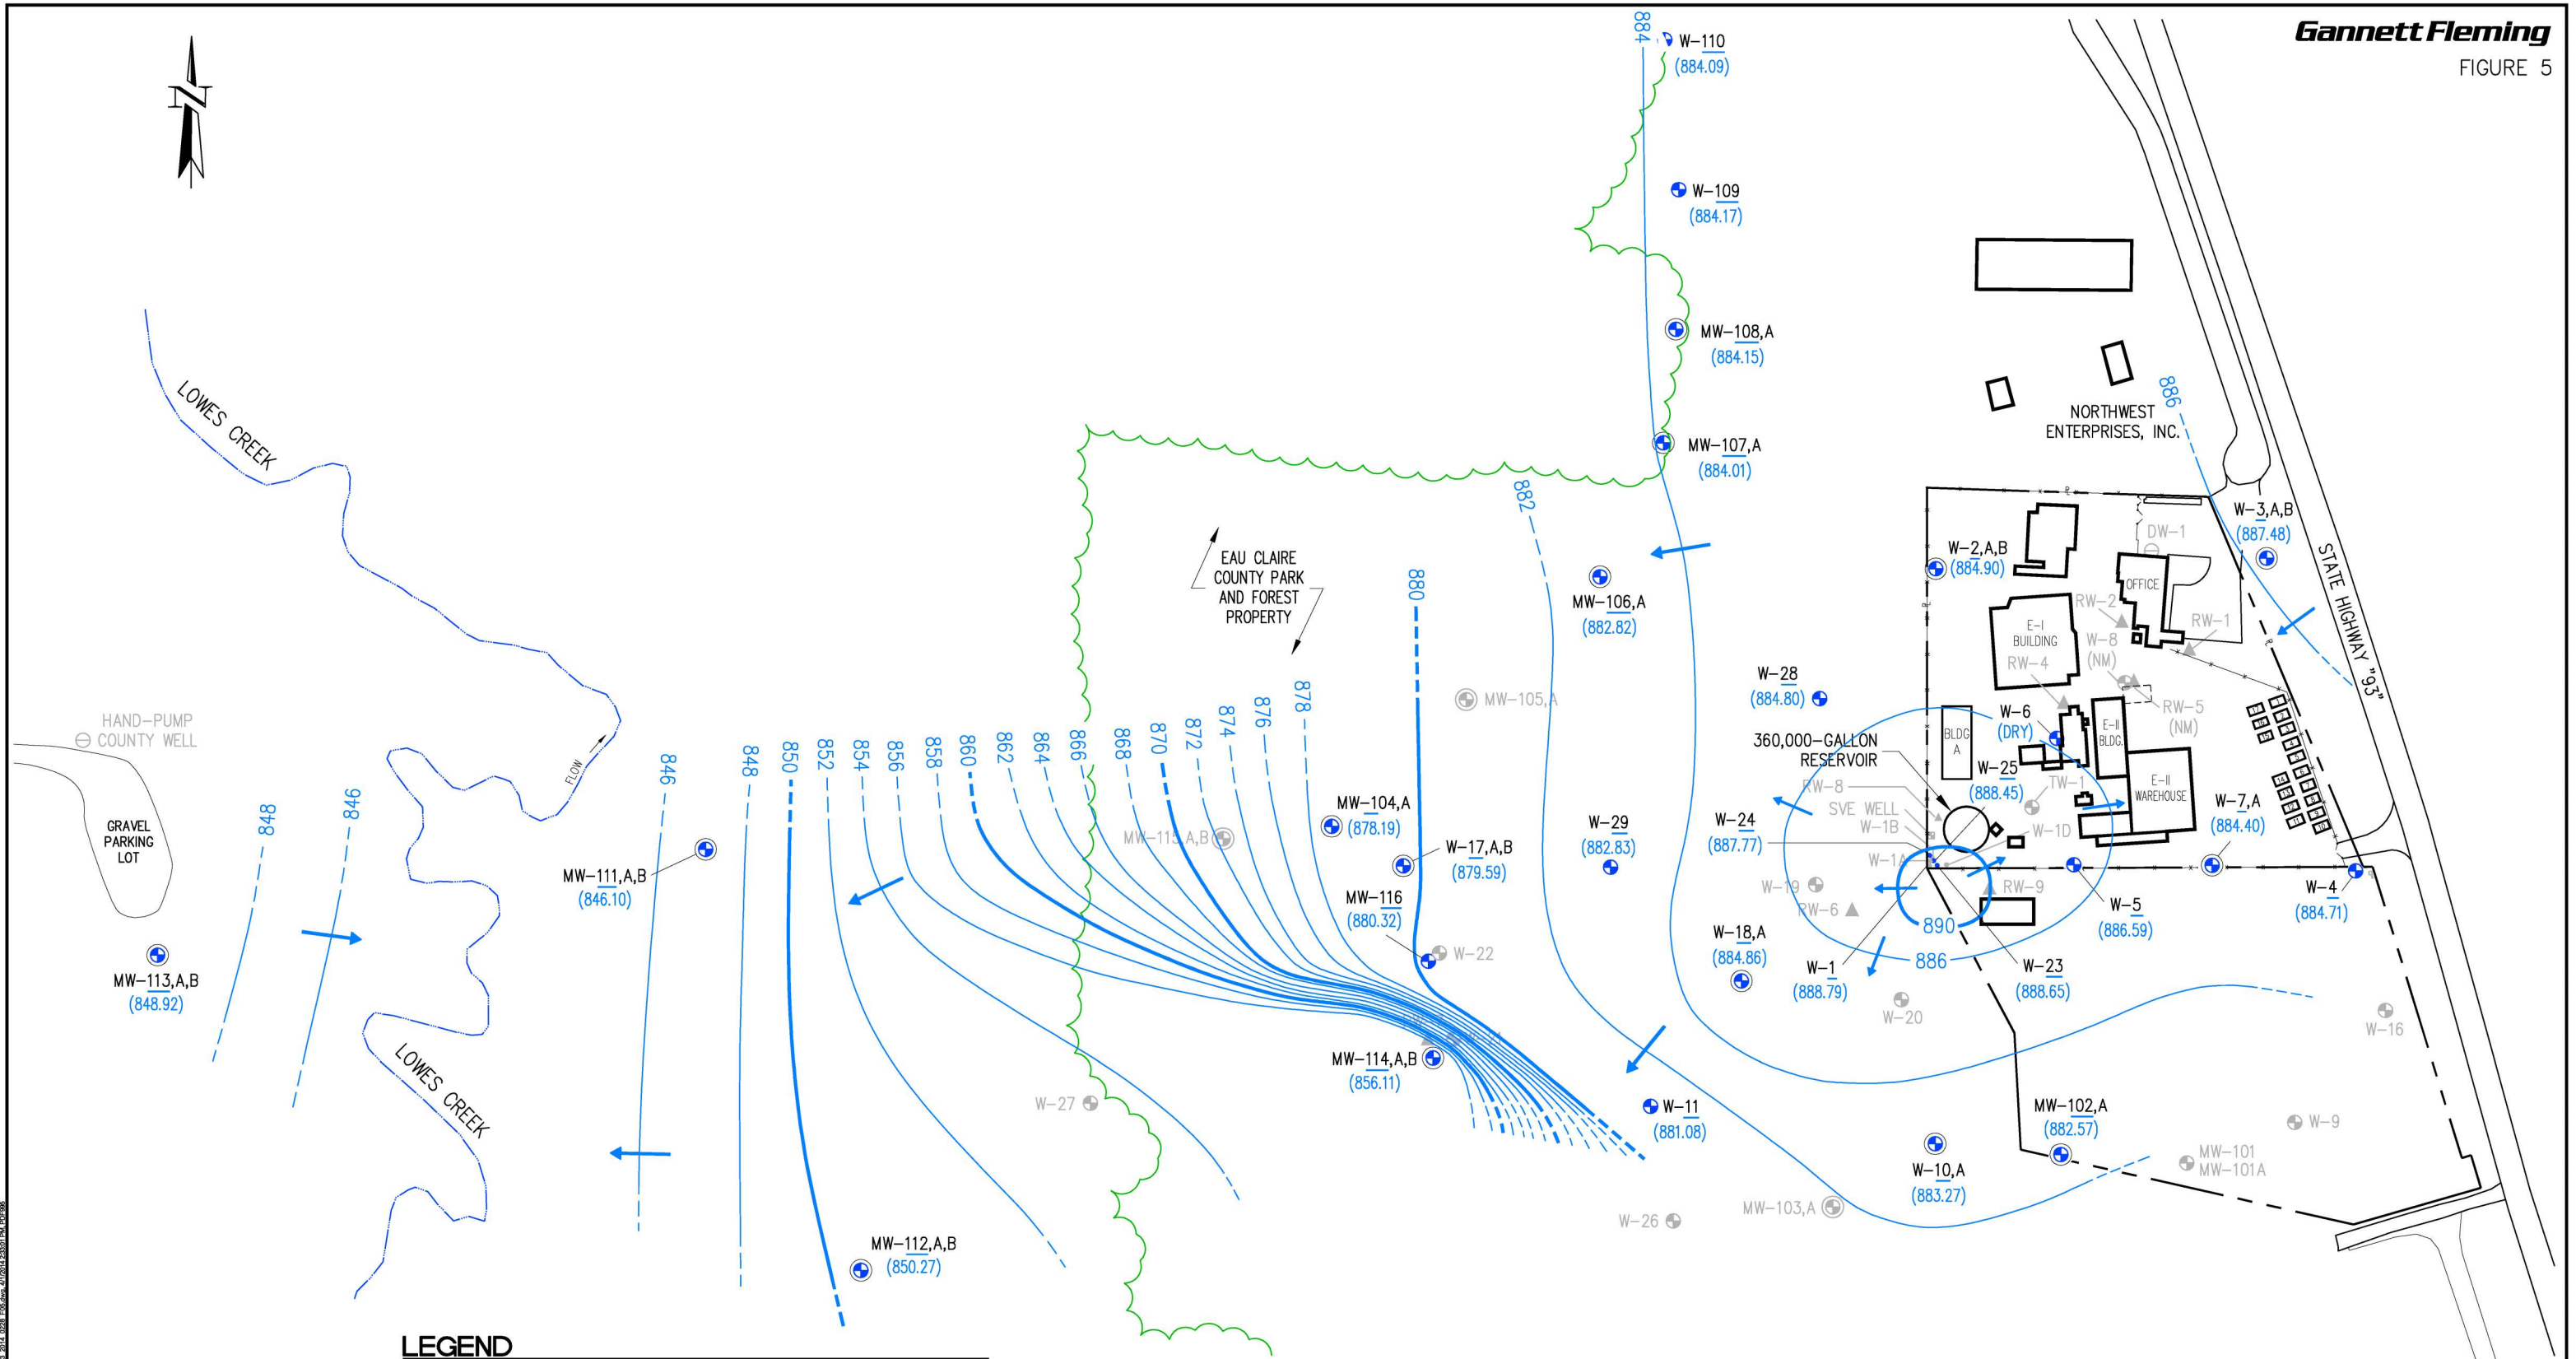 Gannett Fleming
FIGURE 5
N
884
W-110
(884.09)
W-109
(884.17)
MW-108,A
(884.15)
MW-107,A
(884.01)
886
NORTHWEST
ENTERPRISES, INC.
LOWES CREEK
882
EAU CLAIRE
COUNTY PARK
AND FOREST
PROPERTY
880
MW-106,A
(882.82)
W-2,A,B
(884.90)
DW-1
W-3,A,B
(887.48)
STATE HIGHWAY "93"
OFFICE
RW-2
RW-1
E-I
BUILDING
W-8
(NM)
RW-4
RW-5
(NM)
W-28
(884.80)
W-6
(DRY)
E-II
BLDG.
BLDG
A
360,000-GALLON
RESERVOIR
W-25
(888.45)
TW-1
E-II
WAREHOUSE
W-7,A
(884.40)
RW-8
SVE WELL
W-1B
W-1D
W-1A
W-24
(887.77)
W-29
(882.83)
MW-105,A
HAND-PUMP
COUNTY WELL
FLOW
GRAVEL
PARKING
LOT
848
846
846
848
850
852
854
856
858
860
862
864
866
868
870
872
874
876
878
MW-111,A,B
(846.10)
MW-115,A,B
MW-104,A
(878.19)
W-17,A,B
(879.59)
MW-116
(880.32)
W-22
W-19
RW-6
RW-9
890
886
W-5
(886.59)
W-4
(884.71)
W-18,A
(884.86)
W-1
(888.79)
W-23
(888.65)
W-20
W-16
MW-113,A,B
(848.92)
LOWES CREEK
MW-114,A,B
(856.11)
W-27
W-11
(881.08)
MW-102,A
(882.57)
W-9
MW-101
MW-101A
W-10,A
(883.27)
MW-103,A
W-26
MW-112,A,B
(850.27)
LEGEND